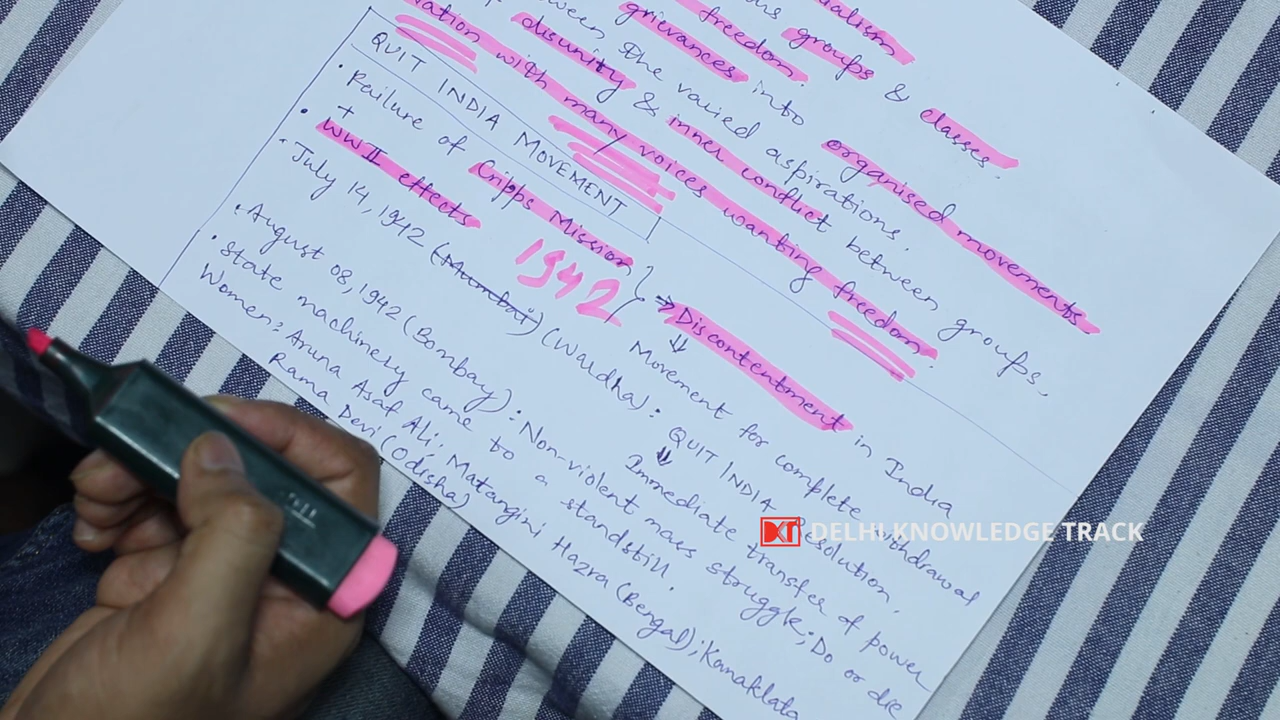 alism
ous groups & classes.
freedom.
grievances into organised movements
between the varied aspirations.
of disunity & inner conflict between groups.
Nation with many voices wanting freedom.
QUIT INDIA MOVEMENT
• Failure of Cripps Mission
+
• WW II effects } → Discontentment in India
1942
⇓
Movement for complete withdrawal
• July 14, 1942 (Mumbai) (Wardha): QUIT INDIA Resolution,
⇓
Immediate transfer of power
• August 08, 1942 (Bombay): Non-violent mass struggle; Do or die
• State machinery came to a standstill.
Women: Aruna Asaf Ali; Matangini Hazra (Bengal); Kanaklata
Rama Devi (Odisha)
DELHI KNOWLEDGE TRACK